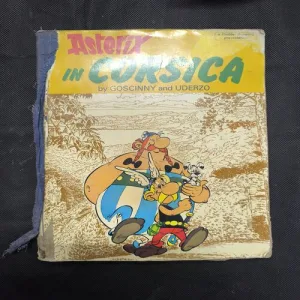 Asterix
IN CORSICA
by GOSCINNY and UDERZO